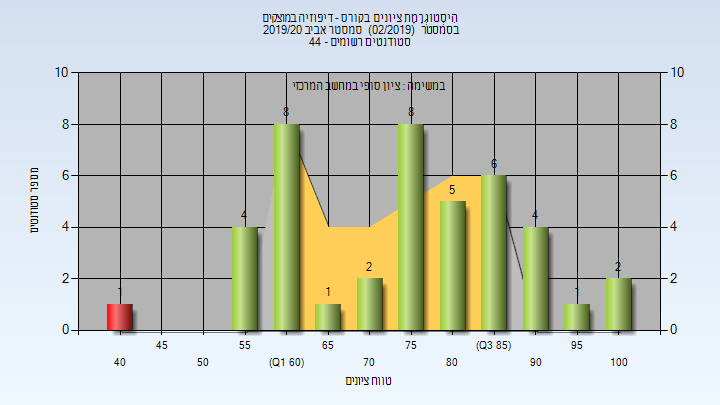 היסטוגרמת ציונים בקורס - דיפוזיה במוצקים
בסמסטר (02/2019) סמסטר אביב 2019/20
סטודנטים רשומים - 44
במשימה : ציון סופי במחשב המרכזי
10 10
8 8
6 6
4 4
2 2
0 0
מספר סטודנטים
1 4 8 1 2 8 5 6 4 1 2
45 55 65 75 (Q3 85) 95
40 50 (Q1 60) 70 80 90 100
טווח ציונים